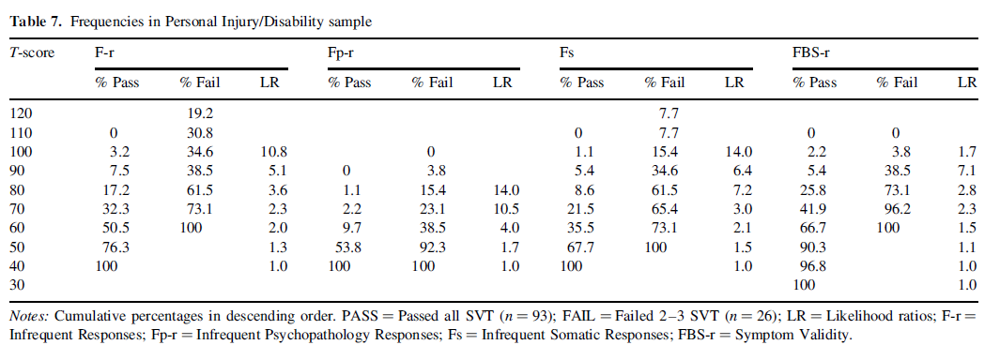 Table 7. Frequencies in Personal Injury/Disability sample
T-score F-r Fp-r Fs FBS-r
% Pass % Fail LR % Pass % Fail LR % Pass % Fail LR % Pass % Fail LR
120 19.2 7.7
110 0 30.8 0 7.7 0 0
100 3.2 34.6 10.8 0 1.1 15.4 14.0 2.2 3.8 1.7
90 7.5 38.5 5.1 0 3.8 5.4 34.6 6.4 5.4 38.5 7.1
80 17.2 61.5 3.6 1.1 15.4 14.0 8.6 61.5 7.2 25.8 73.1 2.8
70 32.3 73.1 2.3 2.2 23.1 10.5 21.5 65.4 3.0 41.9 96.2 2.3
60 50.5 100 2.0 9.7 38.5 4.0 35.5 73.1 2.1 66.7 100 1.5
50 76.3 1.3 53.8 92.3 1.7 67.7 100 1.5 90.3 1.1
40 100 1.0 100 100 1.0 100 1.0 96.8 1.0
30 100 1.0
Notes: Cumulative percentages in descending order. PASS = Passed all SVT (n = 93); FAIL = Failed 2–3 SVT (n = 26); LR = Likelihood ratios; F-r =
Infrequent Responses; Fp-r = Infrequent Psychopathology Responses; Fs = Infrequent Somatic Responses; FBS-r = Symptom Validity.